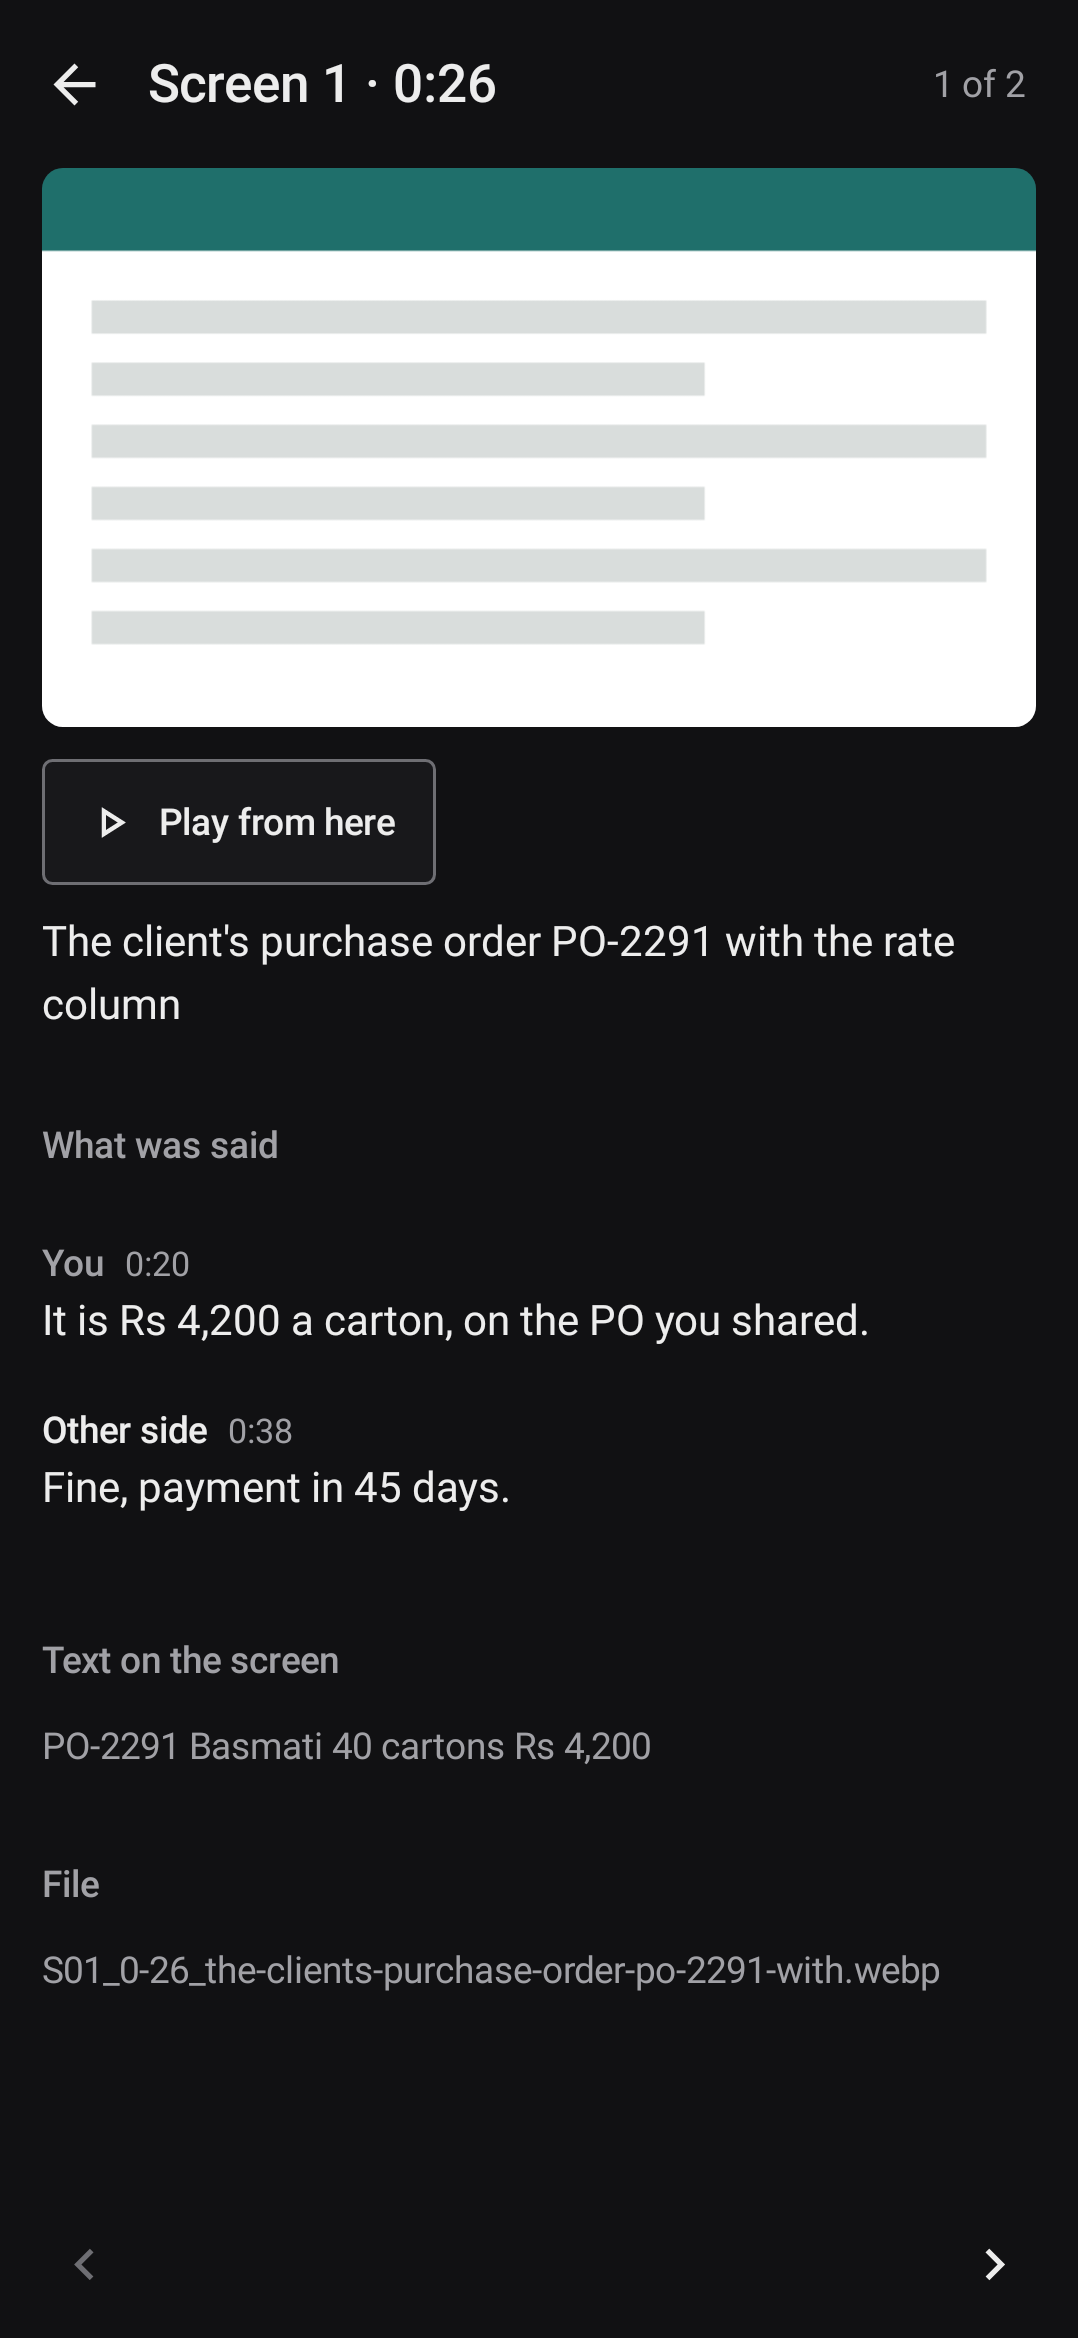 Screen 1 · 0:26
1 of 2
Play from here
The client's purchase order PO-2291 with the rate
column
What was said
You 0:20
It is Rs 4,200 a carton, on the PO you shared.
Other side 0:38
Fine, payment in 45 days.
Text on the screen
PO-2291 Basmati 40 cartons Rs 4,200
File
S01_0-26_the-clients-purchase-order-po-2291-with.webp